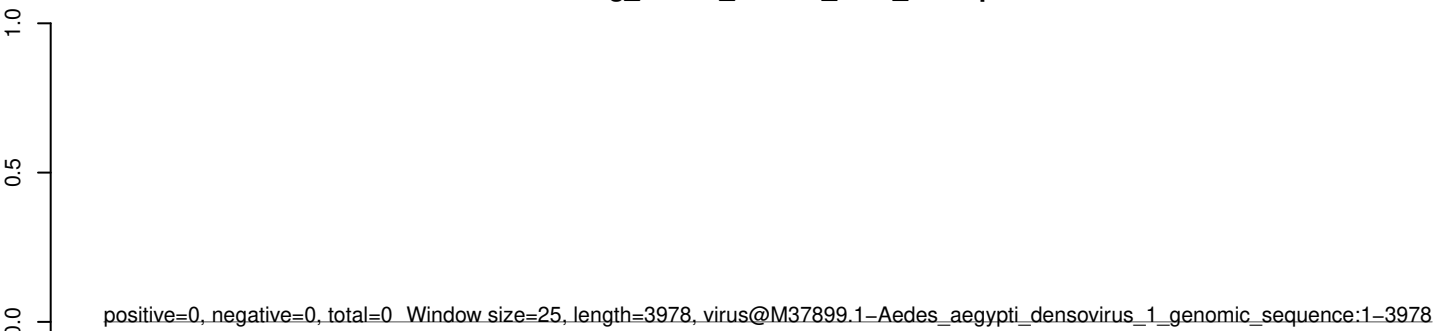 1.0
0.5
0.0
positive=0, negative=0, total=0 Window size=25, length=3978, virus@M37899.1−Aedes_aegypti_densovirus_1_genomic_sequence:1−3978